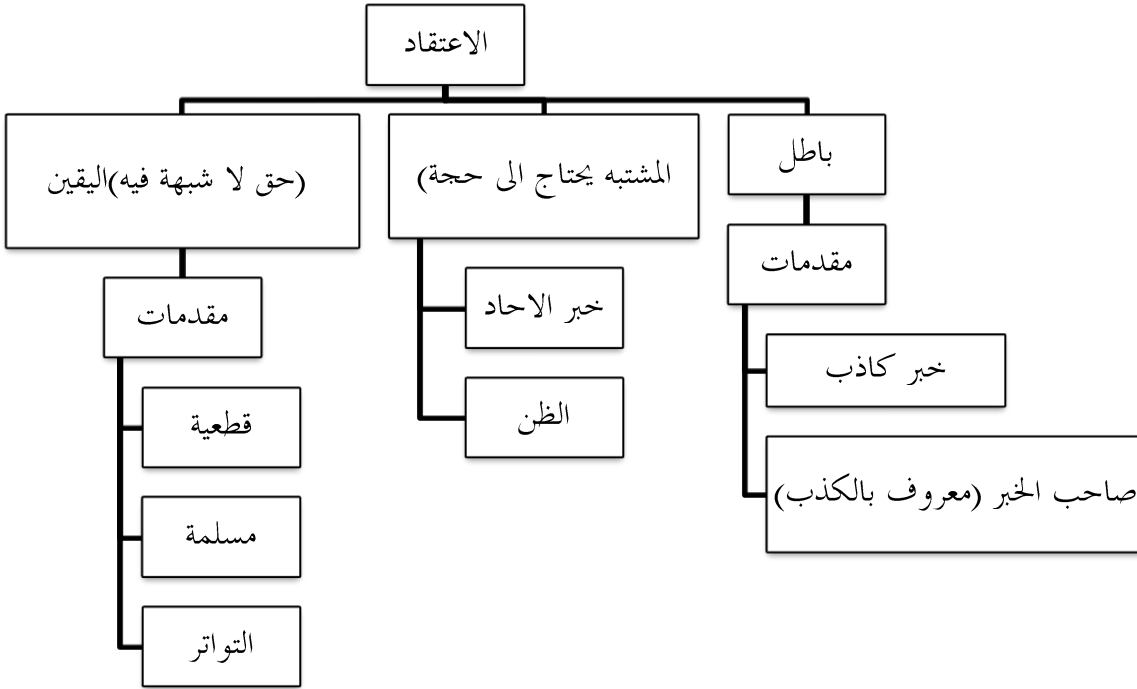 الاعتقاد
باطل
المشتبه يحتاج الى حجة)
(حق لا شبهة فيه)اليقين
مقدمات
خبر كاذب
صاحب الخبر (معروف بالكذب)
خبر الاحاد
الظن
مقدمات
قطعية
مسلمة
التواتر